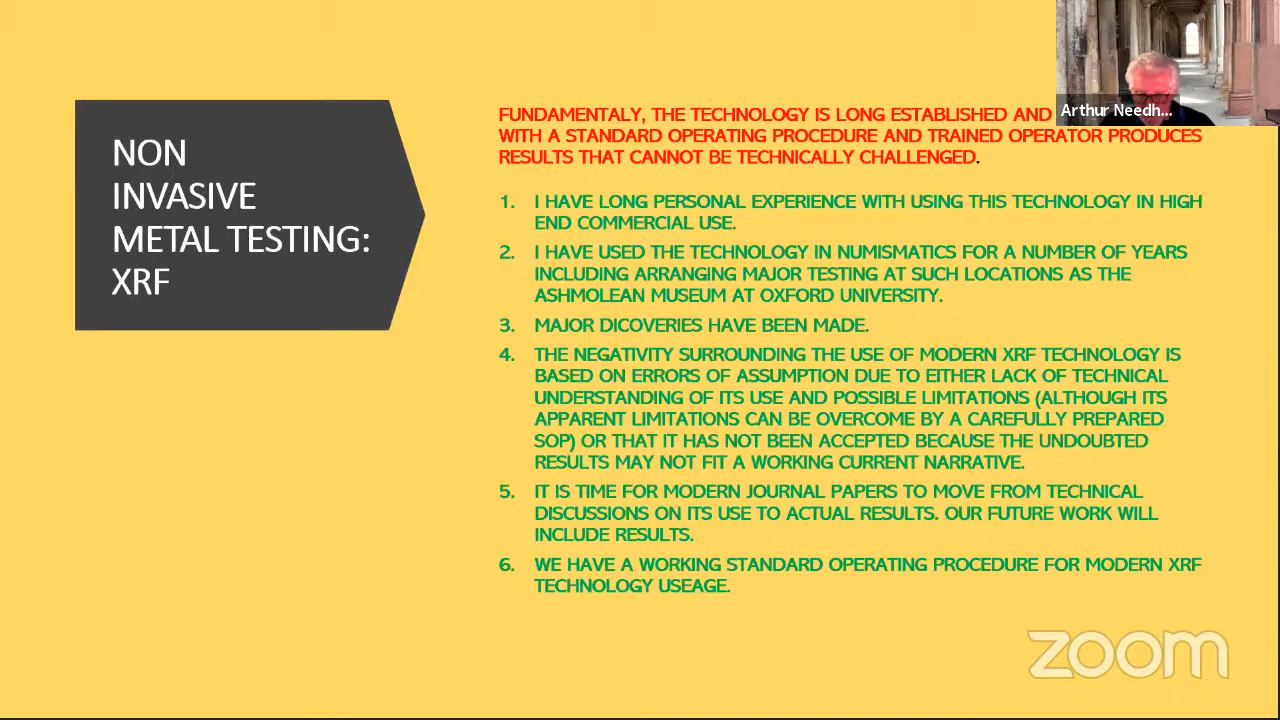 NON
INVASIVE
METAL TESTING:
XRF
Arthur Needh...
FUNDAMENTALY, THE TECHNOLOGY IS LONG ESTABLISHED AND
WITH A STANDARD OPERATING PROCEDURE AND TRAINED OPERATOR PRODUCES
RESULTS THAT CANNOT BE TECHNICALLY CHALLENGED.
1. I HAVE LONG PERSONAL EXPERIENCE WITH USING THIS TECHNOLOGY IN HIGH
END COMMERCIAL USE.
2. I HAVE USED THE TECHNOLOGY IN NUMISMATICS FOR A NUMBER OF YEARS
INCLUDING ARRANGING MAJOR TESTING AT SUCH LOCATIONS AS THE
ASHMOLEAN MUSEUM AT OXFORD UNIVERSITY.
3. MAJOR DICOVERIES HAVE BEEN MADE.
4. THE NEGATIVITY SURROUNDING THE USE OF MODERN XRF TECHNOLOGY IS
BASED ON ERRORS OF ASSUMPTION DUE TO EITHER LACK OF TECHNICAL
UNDERSTANDING OF ITS USE AND POSSIBLE LIMITATIONS (ALTHOUGH ITS
APPARENT LIMITATIONS CAN BE OVERCOME BY A CAREFULLY PREPARED
SOP) OR THAT IT HAS NOT BEEN ACCEPTED BECAUSE THE UNDOUBTED
RESULTS MAY NOT FIT A WORKING CURRENT NARRATIVE.
5. IT IS TIME FOR MODERN JOURNAL PAPERS TO MOVE FROM TECHNICAL
DISCUSSIONS ON ITS USE TO ACTUAL RESULTS. OUR FUTURE WORK WILL
INCLUDE RESULTS.
6. WE HAVE A WORKING STANDARD OPERATING PROCEDURE FOR MODERN XRF
TECHNOLOGY USEAGE.
zoom